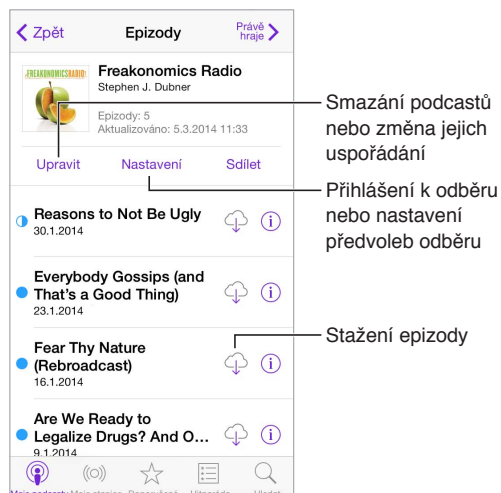 Zpět
Epizody
Právě
hraje
FREAKONOMICS RADIO
Freakonomics Radio
Stephen J. Dubner
Epizody: 5
Aktualizováno: 5.3.2014 11:33
Upravit
Nastavení
Sdílet
Smazání podcastů
nebo změna jejich
uspořádání
Přihlášení k odběru
nebo nastavení
předvoleb odběru
Reasons to Not Be Ugly
30.1.2014
Everybody Gossips (and
That's a Good Thing)
23.1.2014
Stažení epizody
Fear Thy Nature
(Rebroadcast)
16.1.2014
Are We Ready to
Legalize Drugs? And O...
9.1.2014